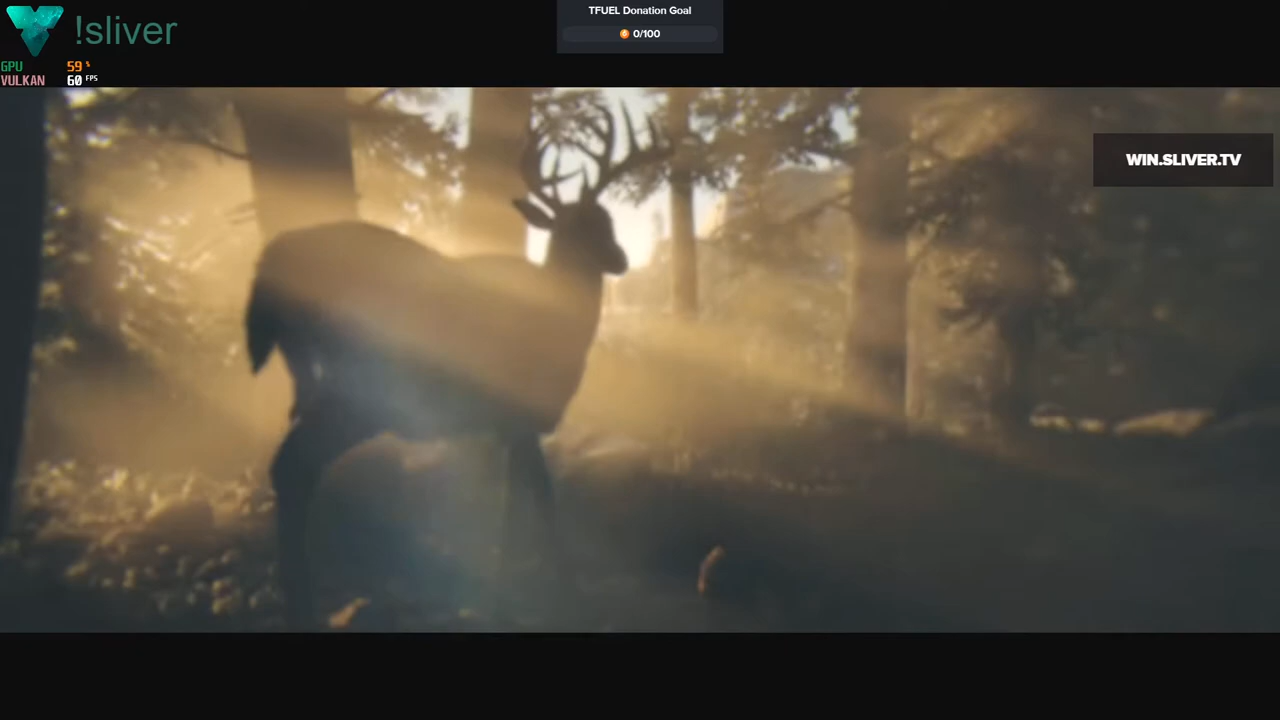 !sliver
TFUEL Donation Goal
0/100
GPU 59 %
VULKAN 60 FPS
WIN.SLIVER.TV